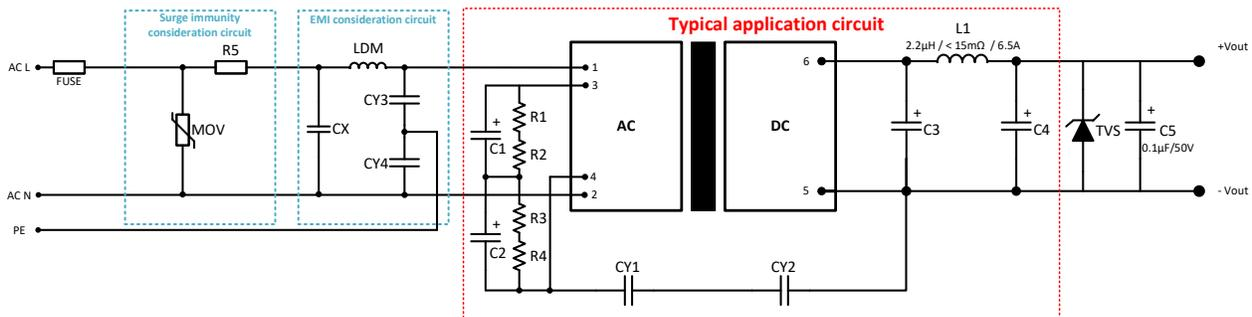 Surge immunity
consideration circuit
EMI consideration circuit
Typical application circuit
L1
2.2µH / < 15mΩ / 6.5A
R5
LDM
AC L
FUSE
1
3
6
+Vout
CY3
R1
+
C1
R2
AC
DC
+
C3
+
C4
TVS
+
C5
0.1µF/50V
MOV
CX
CY4
4
2
5
- Vout
AC N
PE
R3
+
C2
R4
CY1
CY2